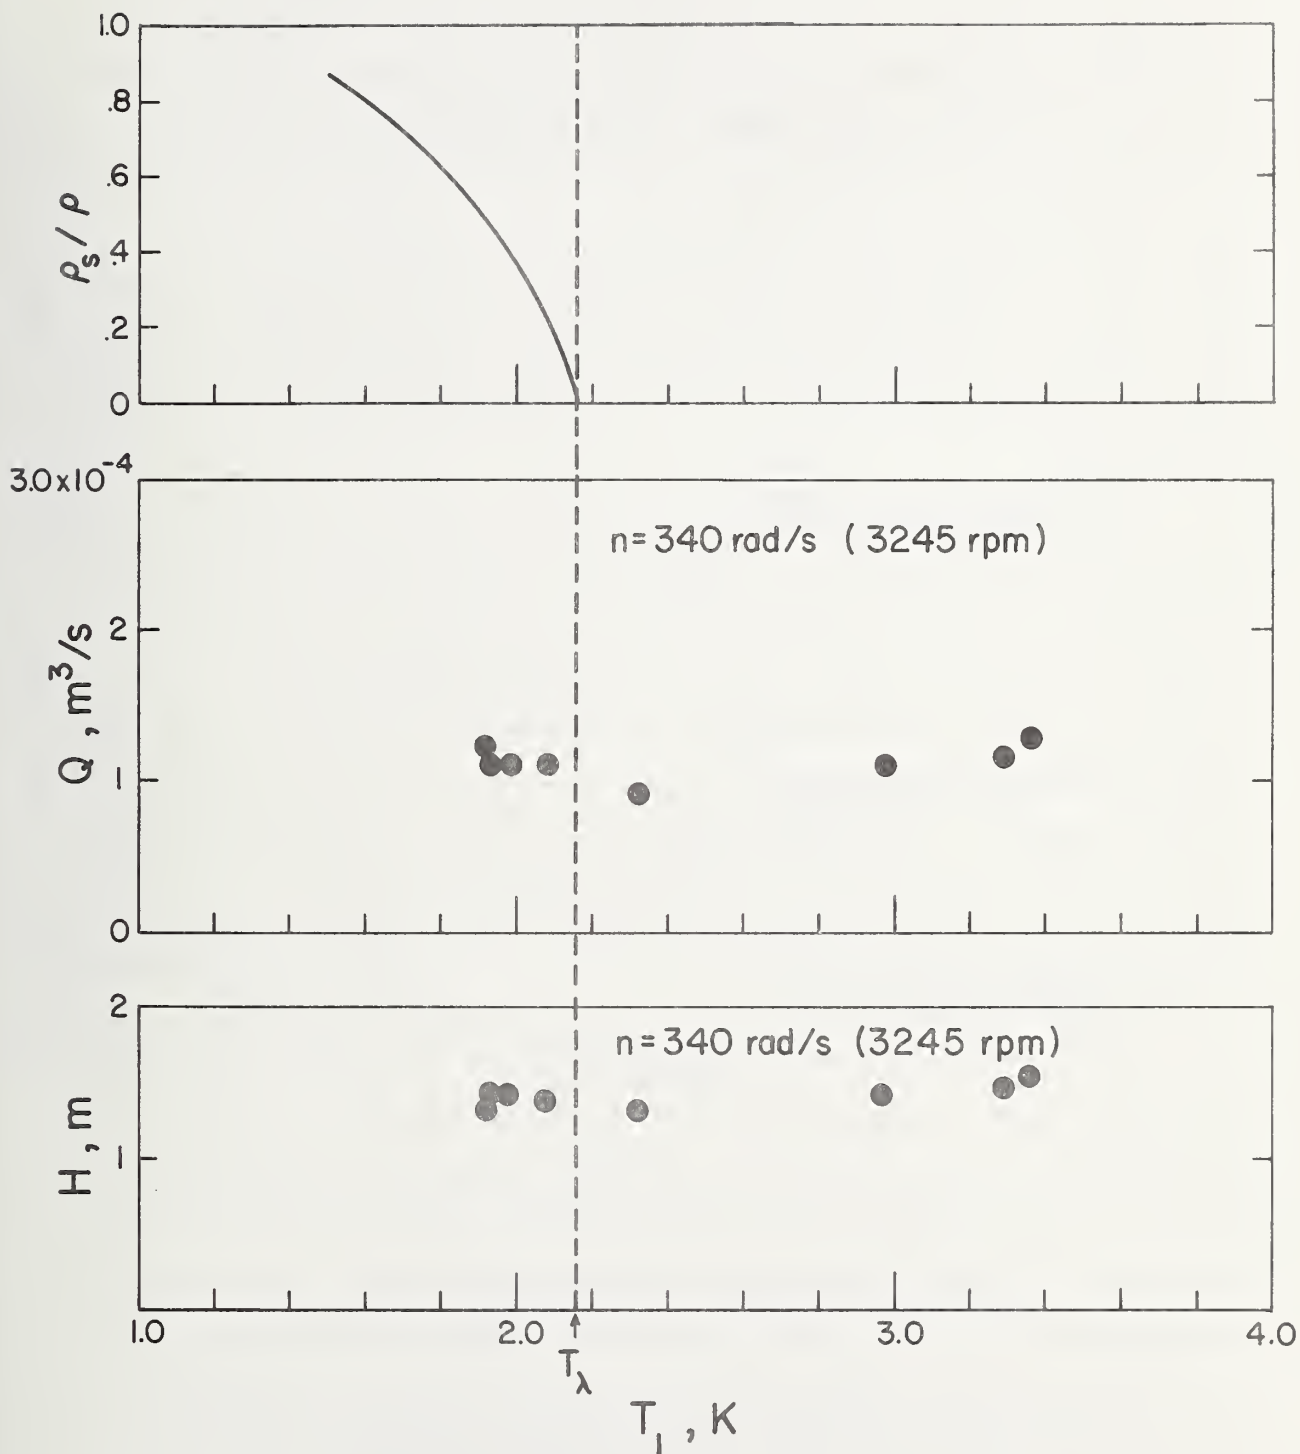 1.0
.8
.6
.4
.2
0
ρs / ρ
3.0x10-4
2
1
0
Q , m3/s
n=340 rad/s (3245 rpm)
2
1
H , m
n=340 rad/s (3245 rpm)
1.0
2.0
3.0
4.0
Tλ
T1 , K